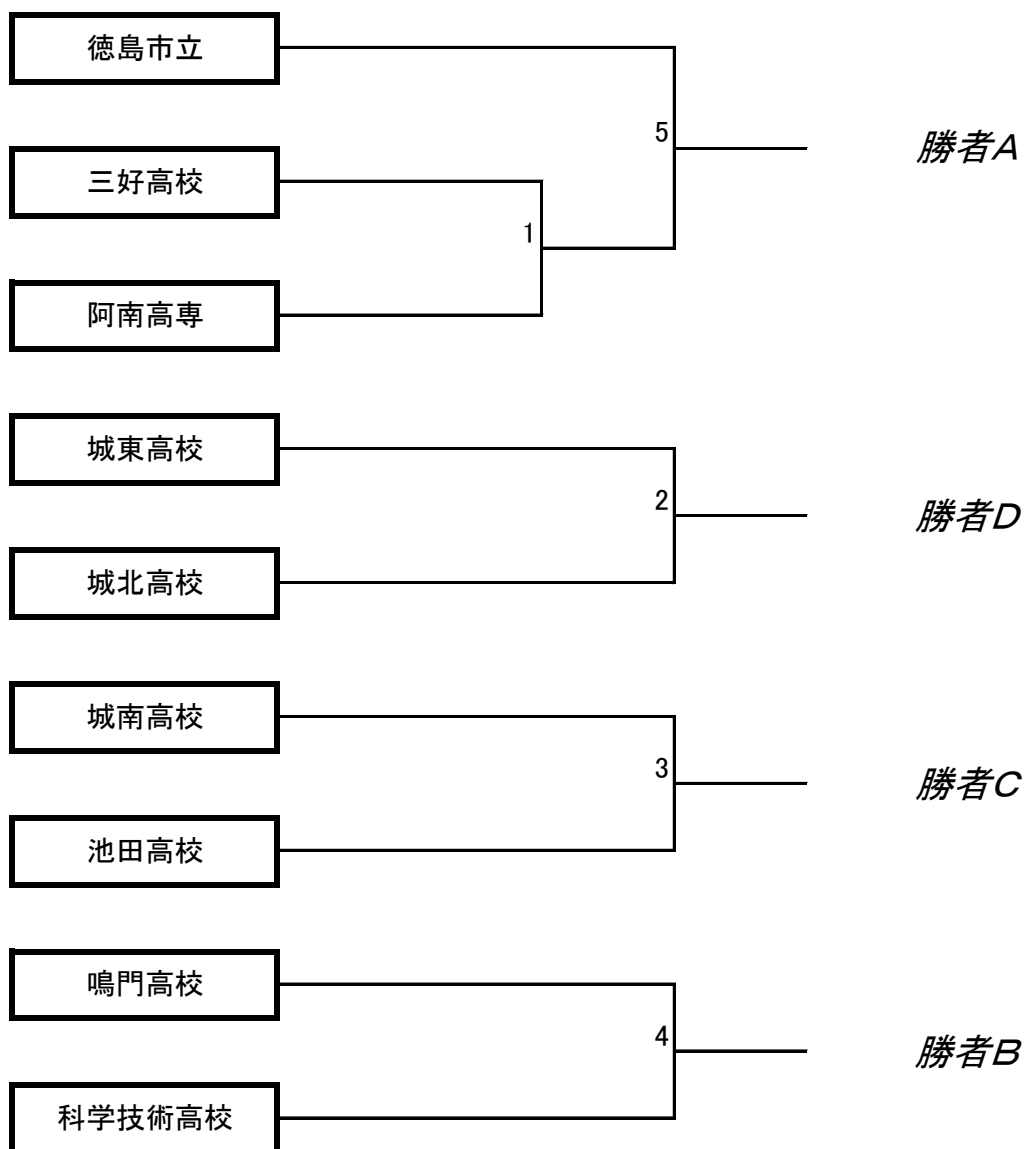 徳島市立
5
勝者A
三好高校
1
阿南高専
城東高校
2
勝者D
城北高校
城南高校
3
勝者C
池田高校
鳴門高校
4
勝者B
科学技術高校